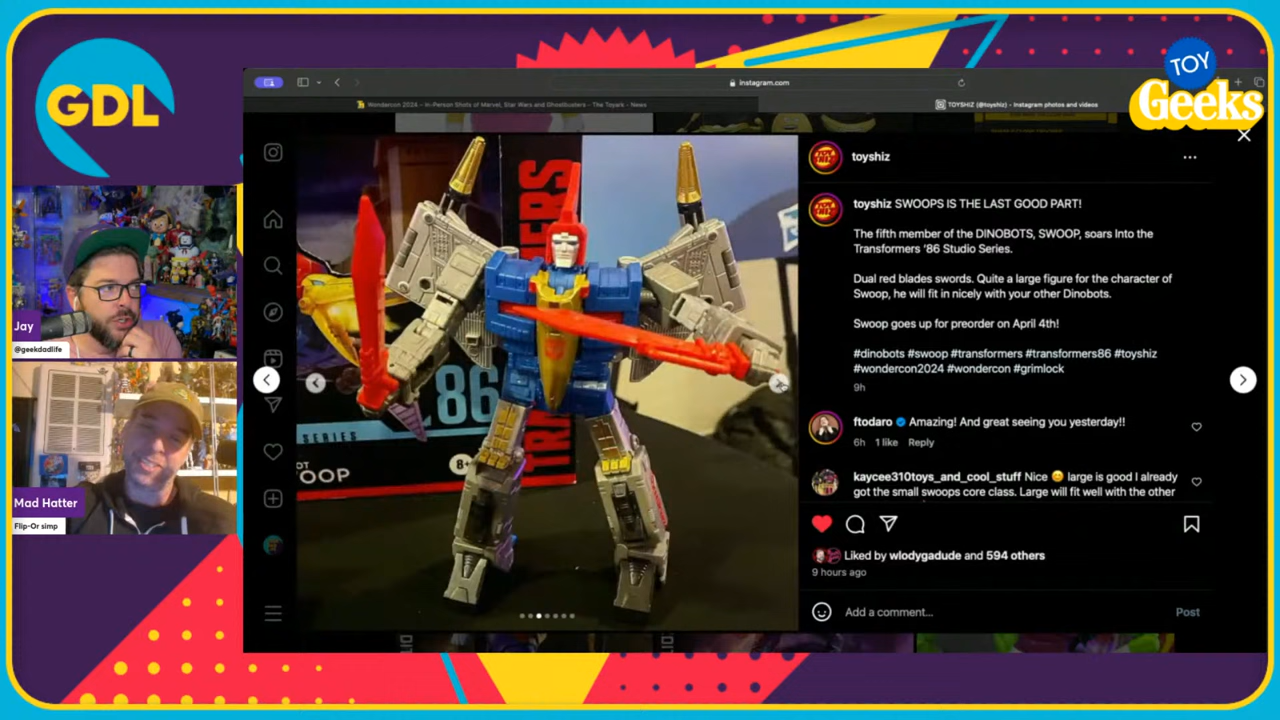 GDL
TOY
Geeks
instagram.com
Wondercon 2024 – In-Person Shots of Marvel, Star Wars and Ghostbusters - The Toyark - News
TOYSHIZ (@toyshiz) • Instagram photos and videos
Jay
@geekdadlife
Mad Hatter
Flip-Or simp
TRANSFORMERS
86
SERIES
OOP
8+
toyshiz
toyshiz SWOOPS IS THE LAST GOOD PART!
The fifth member of the DINOBOTS, SWOOP, soars Into the
Transformers '86 Studio Series.
Dual red blades swords. Quite a large figure for the character of
Swoop, he will fit in nicely with your other Dinobots.
Swoop goes up for preorder on April 4th!
#dinobots #swoop #transformers #transformers86 #toyshiz
#wondercon2024 #wondercon #grimlock
9h
ftodaro Amazing! And great seeing you yesterday!!
6h 1 like Reply
kaycee310toys_and_cool_stuff Nice 😊 large is good I already
got the small swoops core class. Large will fit well with the other
Liked by wlodygadude and 594 others
9 hours ago
Add a comment...
Post